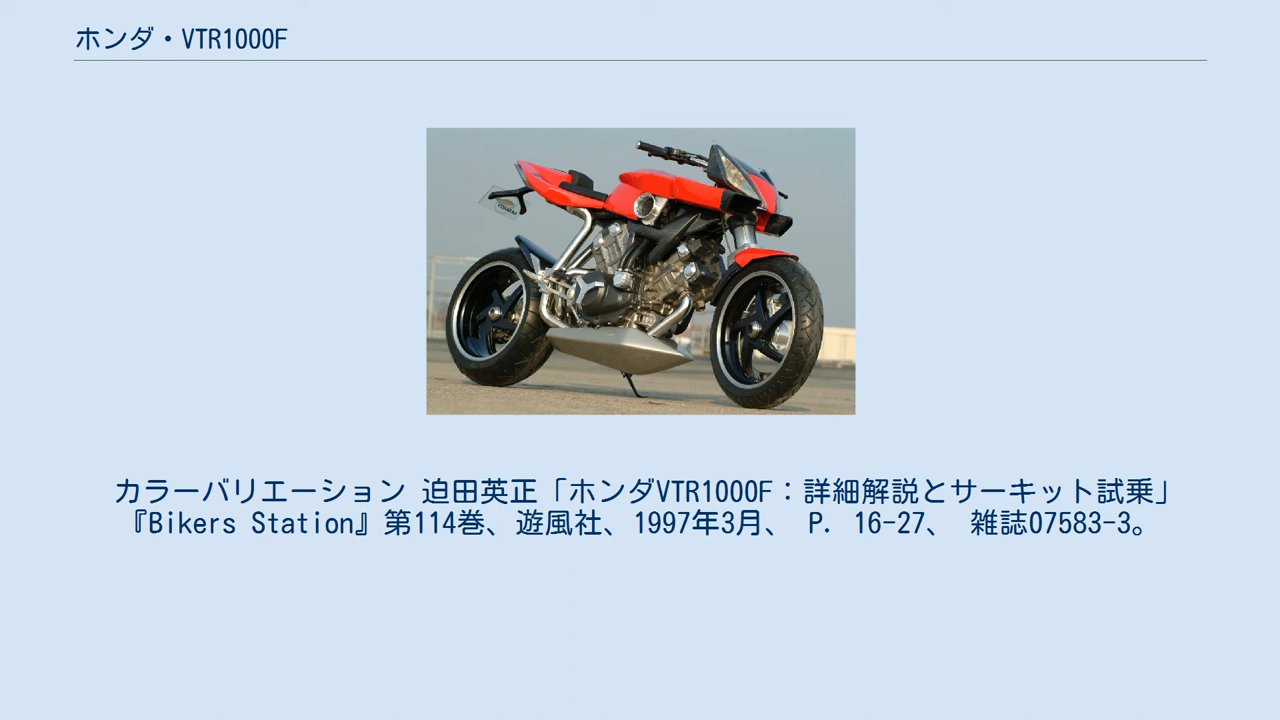 ホンダ・VTR1000F
カラーバリエーション 迫田英正「ホンダVTR1000F：詳細解説とサーキット試乗」
『Bikers Station』第114巻、遊風社、1997年3月、 P. 16-27、 雑誌07583-3。